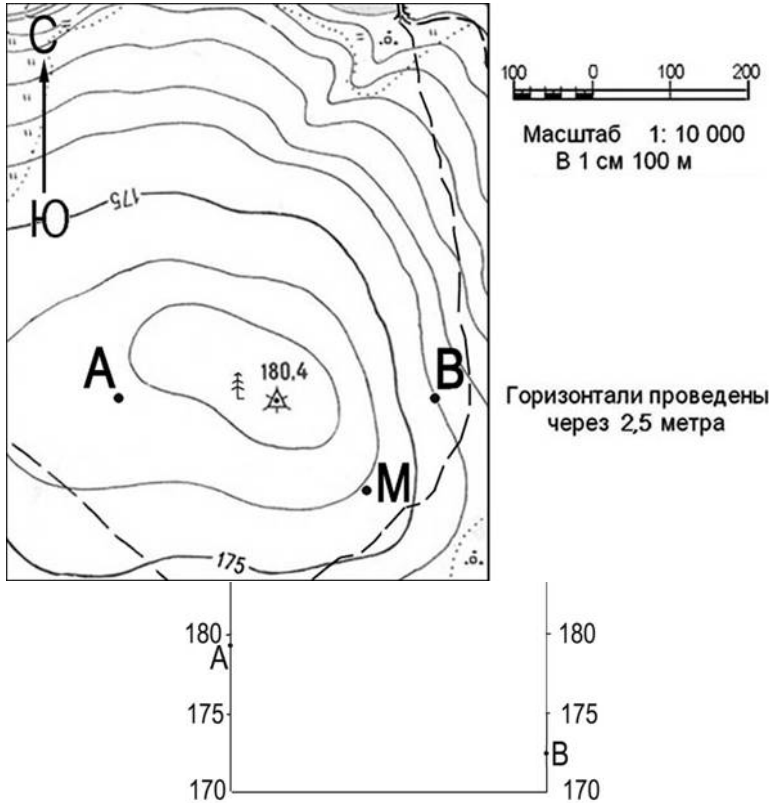 С
Ю
175
А
180,4
В
М
175
100 0 100 200
Масштаб 1: 10 000
В 1 см 100 м
Горизонтали проведены
через 2,5 метра
180 180
А
175 175
В
170 170